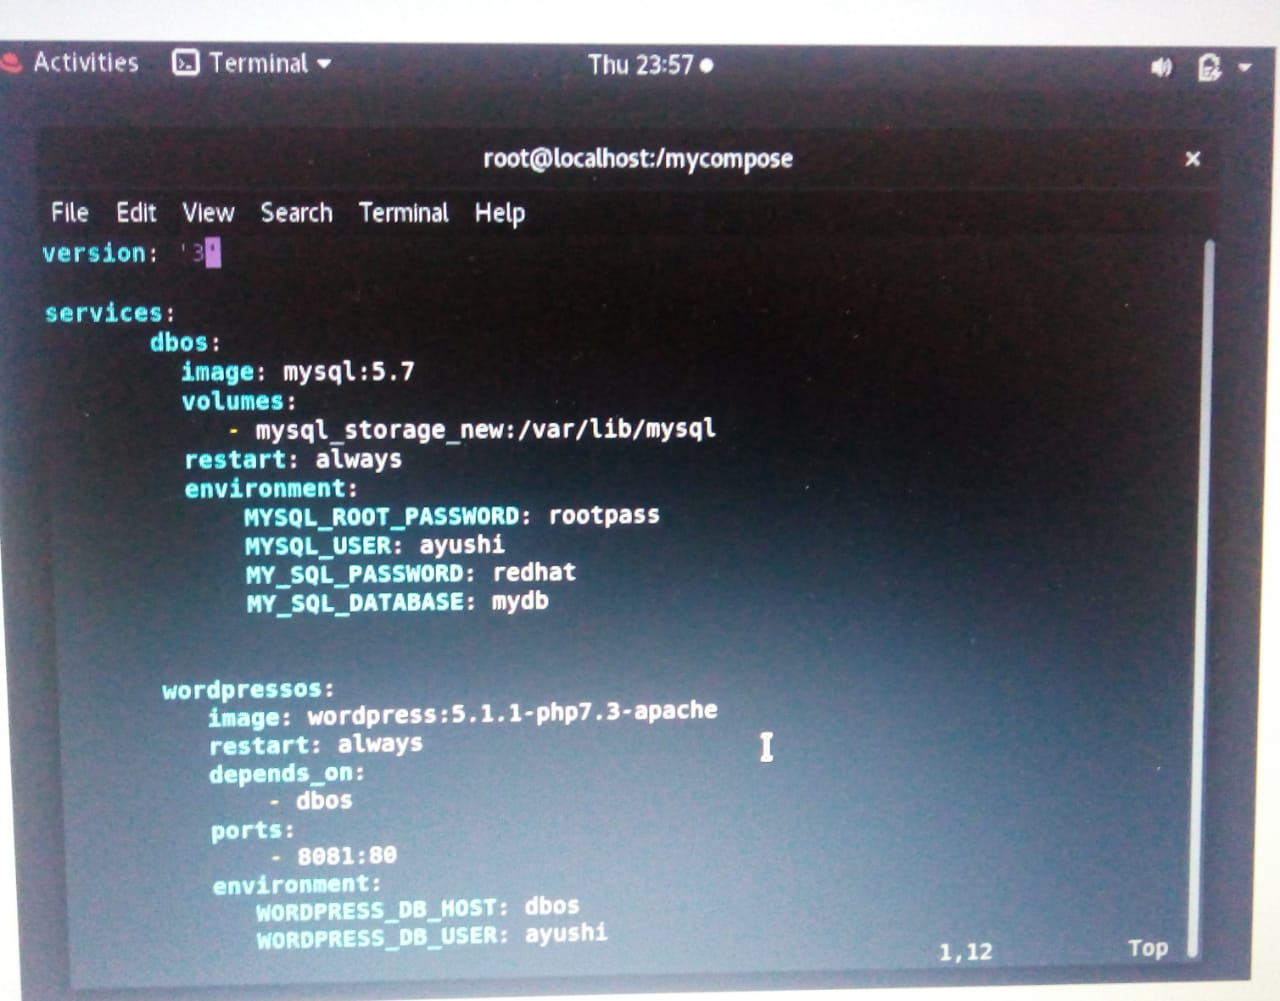 Activities Terminal Thu 23:57
root@localhost:/mycompose ×
File Edit View Search Terminal Help
version: '3'
services:
dbos:
image: mysql:5.7
volumes:
- mysql_storage_new:/var/lib/mysql
restart: always
environment:
MYSQL_ROOT_PASSWORD: rootpass
MYSQL_USER: ayushi
MY_SQL_PASSWORD: redhat
MY_SQL_DATABASE: mydb
wordpressos:
image: wordpress:5.1.1-php7.3-apache
restart: always
depends_on:
- dbos
ports:
- 8081:80
environment:
WORDPRESS_DB_HOST: dbos
WORDPRESS_DB_USER: ayushi
1,12 Top